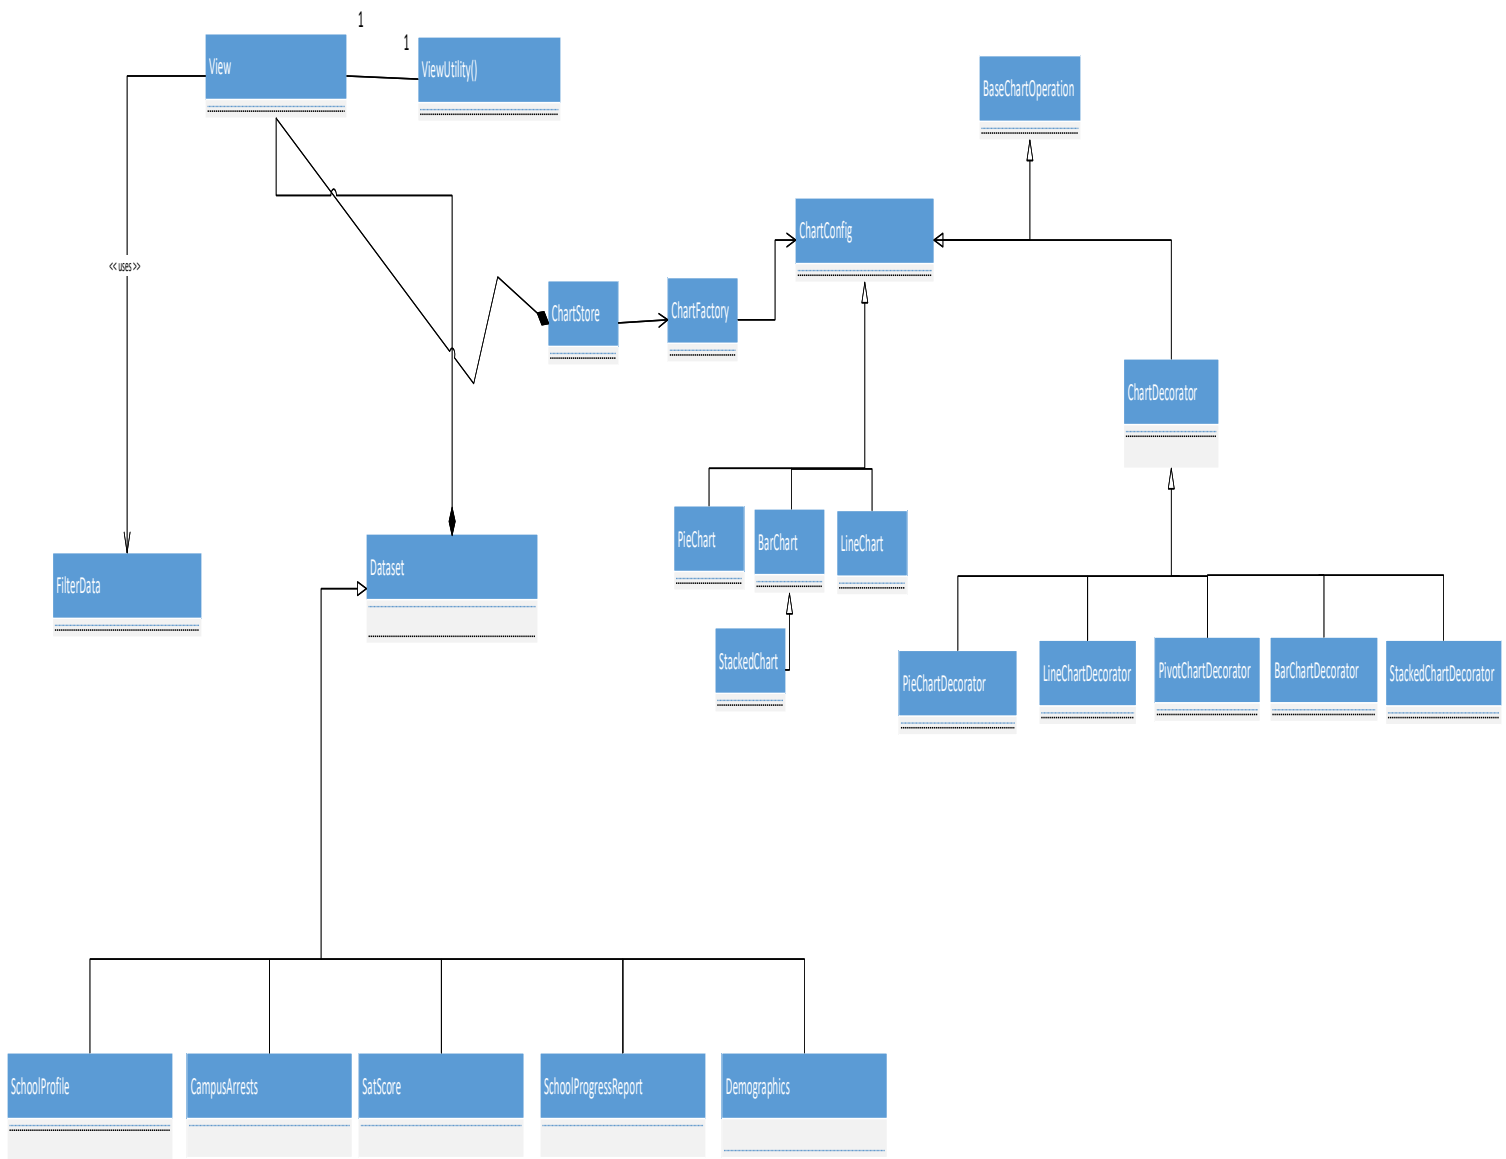 1
1
View
ViewUtility()
BaseChartOperation
ChartConfig
<< uses >>
ChartStore
ChartFactory
ChartDecorator
PieChart
BarChart
LineChart
Dataset
FilterData
StackedChart
PieChartDecorator
LineChartDecorator
PivotChartDecorator
BarChartDecorator
StackedChartDecorator
SchoolProfile
CampusArrests
SatScore
SchoolProgressReport
Demographics